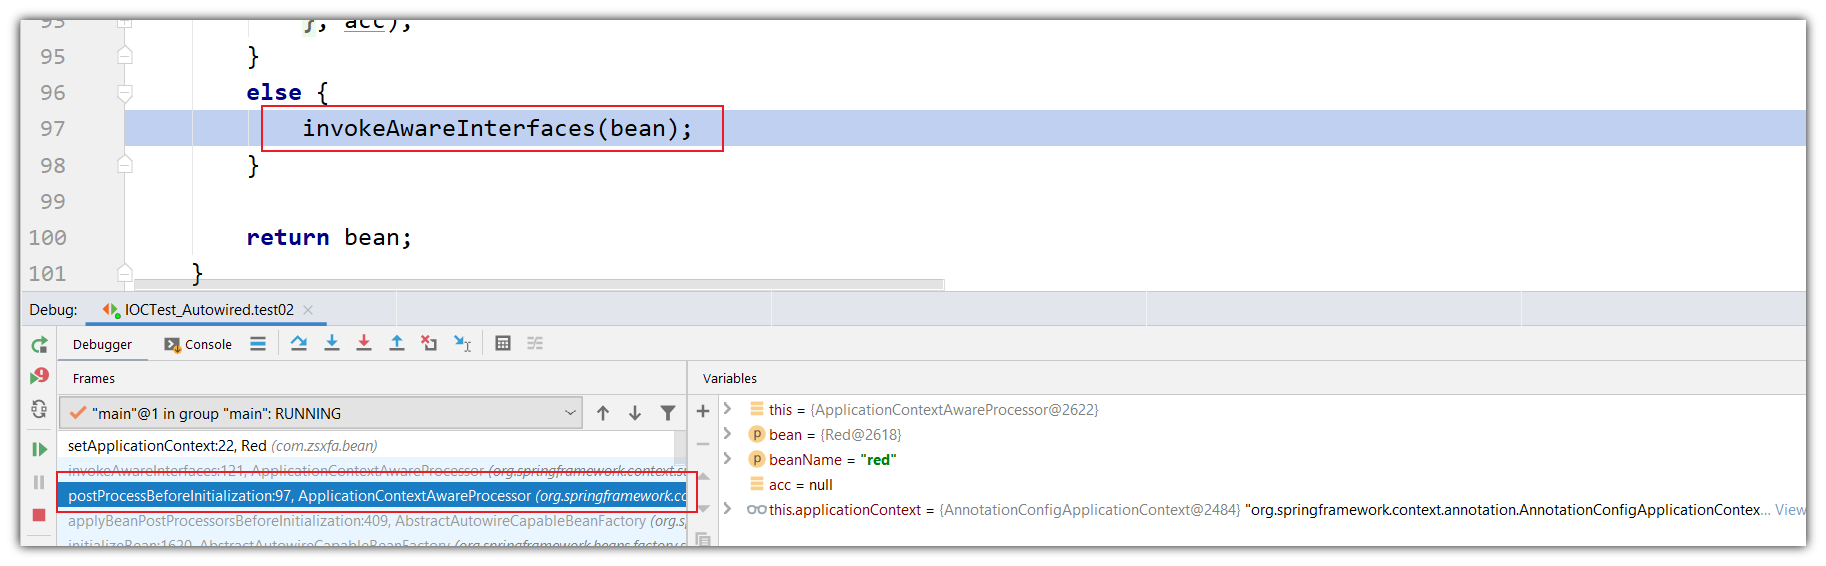 93 }, acc);
95 }
96 else {
97 invokeAwareInterfaces(bean);
98 }
99
100 return bean;
101 }
Debug: IOCTest_Autowired.test02
Debugger Console
Frames
Variables
"main"@1 in group "main": RUNNING
setApplicationContext:22, Red (com.zsxfa.bean)
invokeAwareInterfaces:121, ApplicationContextAwareProcessor (org.springframework.context.su
postProcessBeforeInitialization:97, ApplicationContextAwareProcessor (org.springframework.co
applyBeanPostProcessorsBeforeInitialization:409, AbstractAutowireCapableBeanFactory (org.s
initializeBean:1620, AbstractAutowireCapableBeanFactory (org.springframework.beans.factory.s
this = {ApplicationContextAwareProcessor@2622}
bean = {Red@2618}
beanName = "red"
acc = null
this.applicationContext = {AnnotationConfigApplicationContext@2484} "org.springframework.context.annotation.AnnotationConfigApplicationContex... View